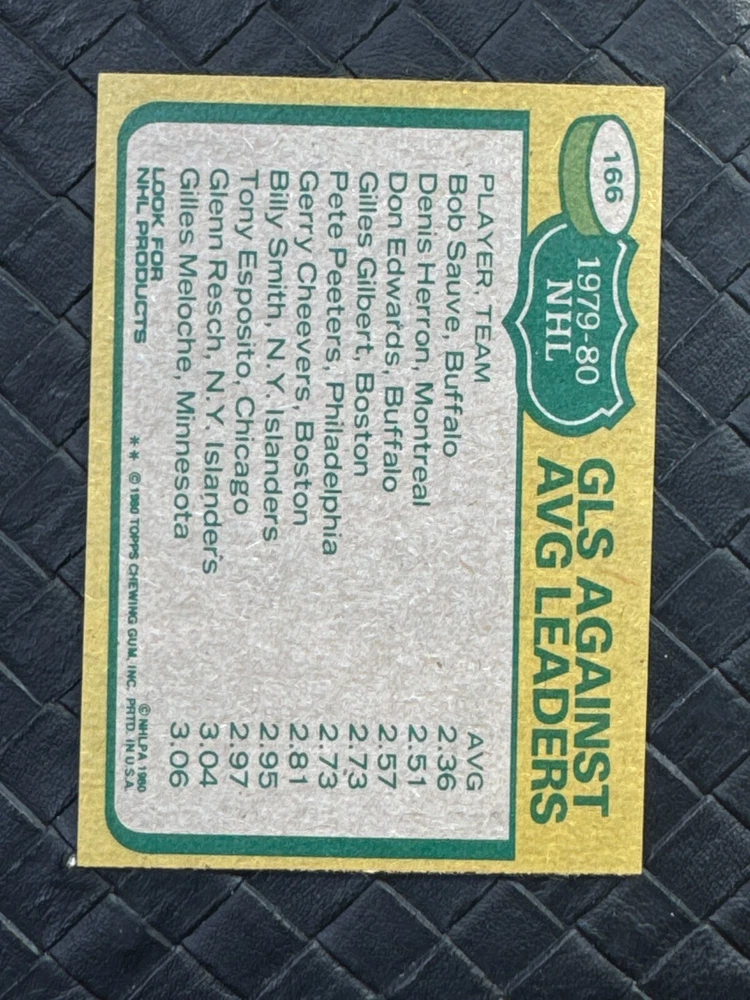 166
1979-80
NHL
GLS AGAINST
AVG LEADERS
PLAYER, TEAM AVG
Bob Sauve, Buffalo 2.36
Denis Herron, Montreal 2.51
Don Edwards, Buffalo 2.57
Gilles Gilbert, Boston 2.73
Pete Peeters, Philadelphia 2.73
Gerry Cheevers, Boston 2.81
Billy Smith, N.Y. Islanders 2.95
Tony Esposito, Chicago 2.97
Glenn Resch, N.Y. Islander's 3.04
Gilles Meloche, Minnesota 3.06
LOOK FOR
NHL PRODUCTS
© NHLPA 1980
** © 1980 TOPPS CHEWING GUM, INC. PRTD. IN U.S.A.